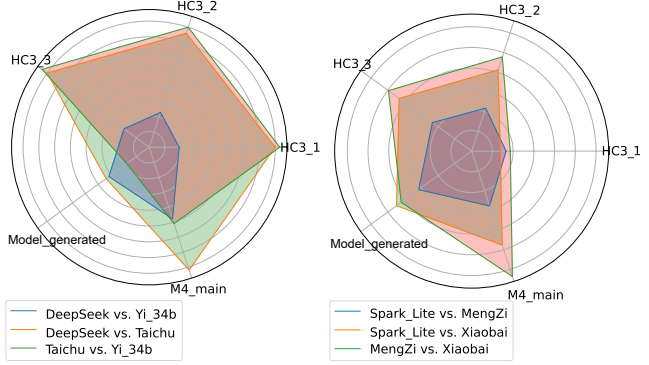 HC3_2
HC3_3
HC3_1
Model_generated
M4_main
DeepSeek vs. Yi_34b
DeepSeek vs. Taichu
Taichu vs. Yi_34b
HC3_2
HC3_3
HC3_1
Model_generated
M4_main
Spark_Lite vs. MengZi
Spark_Lite vs. Xiaobai
MengZi vs. Xiaobai